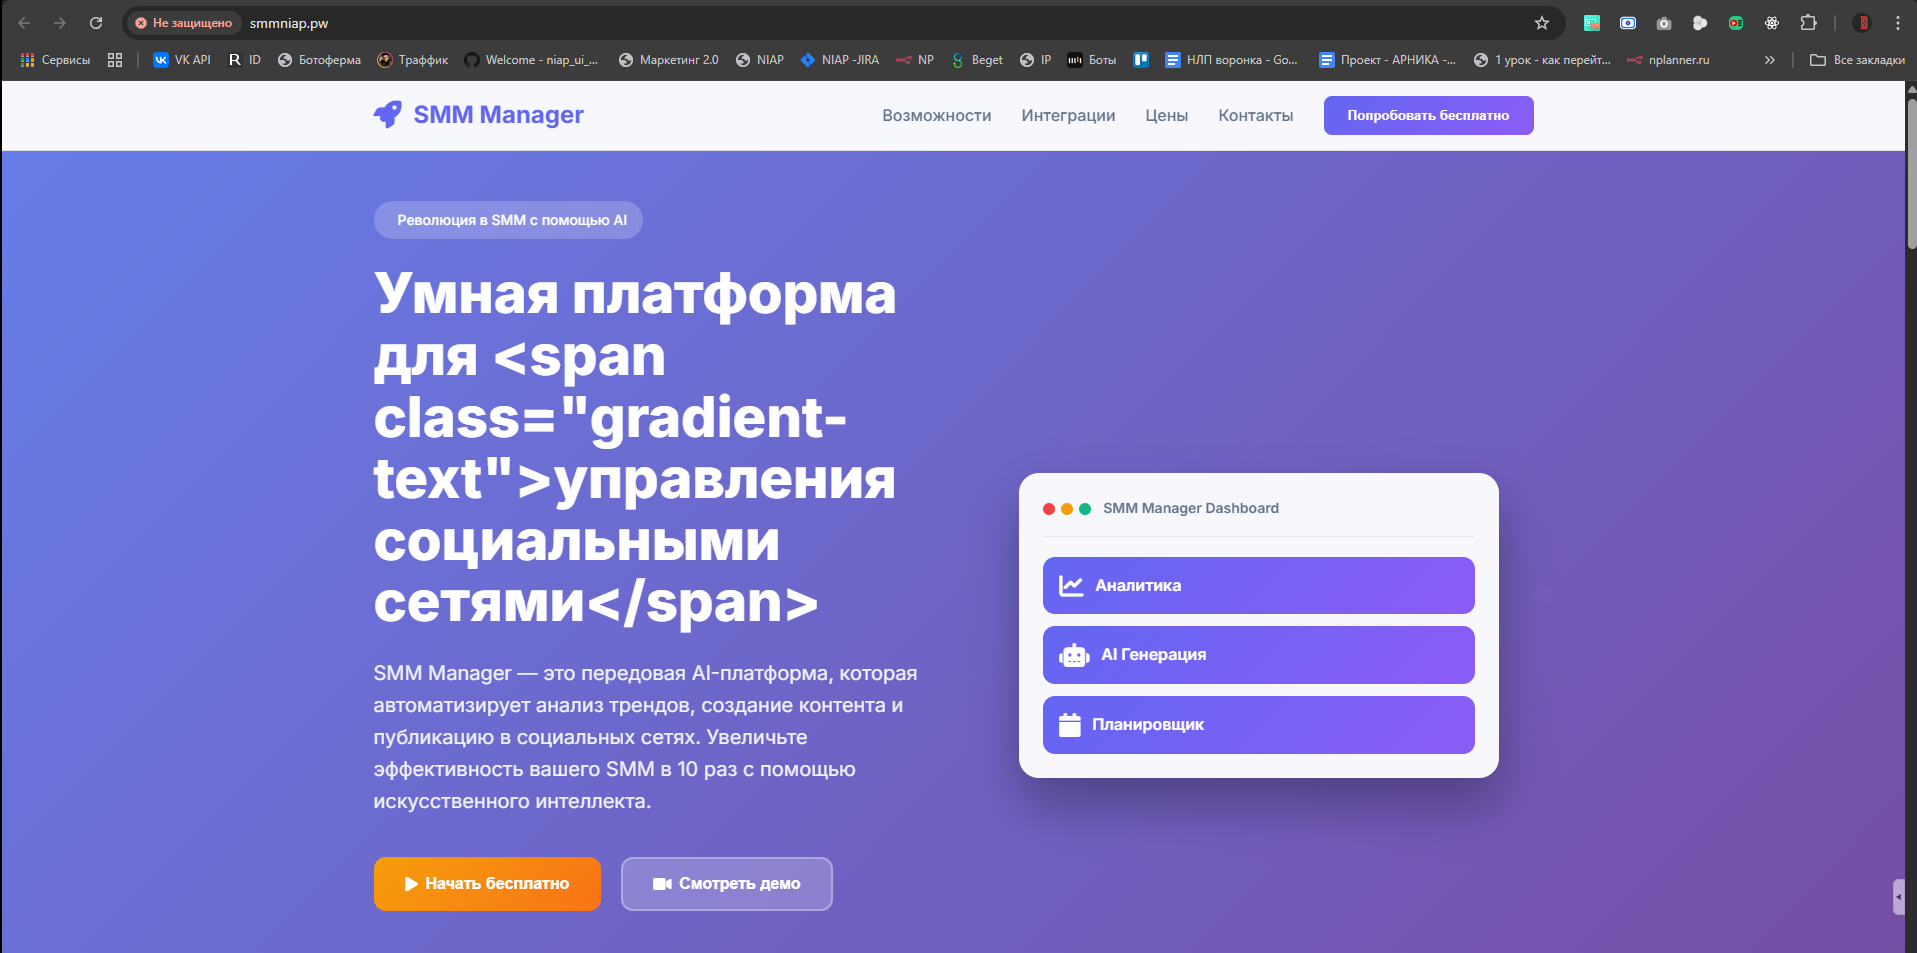 Не защищено
smmniap.pw
Сервисы
VK API
ID
Ботоферма
Траффик
Welcome - niap_ui_...
Маркетинг 2.0
NIAP
NIAP -JIRA
NP
Beget
IP
Боты
НЛП воронка - Go...
Проект - АРНИКА -...
1 урок - как перейт...
nplanner.ru
Все закладки
SMM Manager
Возможности
Интеграции
Цены
Контакты
Попробовать бесплатно
Революция в SMM с помощью AI
Умная платформа
для <span
class="gradient-
text">управления
социальными
сетями</span>
SMM Manager — это передовая AI-платформа, которая
автоматизирует анализ трендов, создание контента и
публикацию в социальных сетях. Увеличьте
эффективность вашего SMM в 10 раз с помощью
искусственного интеллекта.
Начать бесплатно
Смотреть демо
SMM Manager Dashboard
Аналитика
AI Генерация
Планировщик